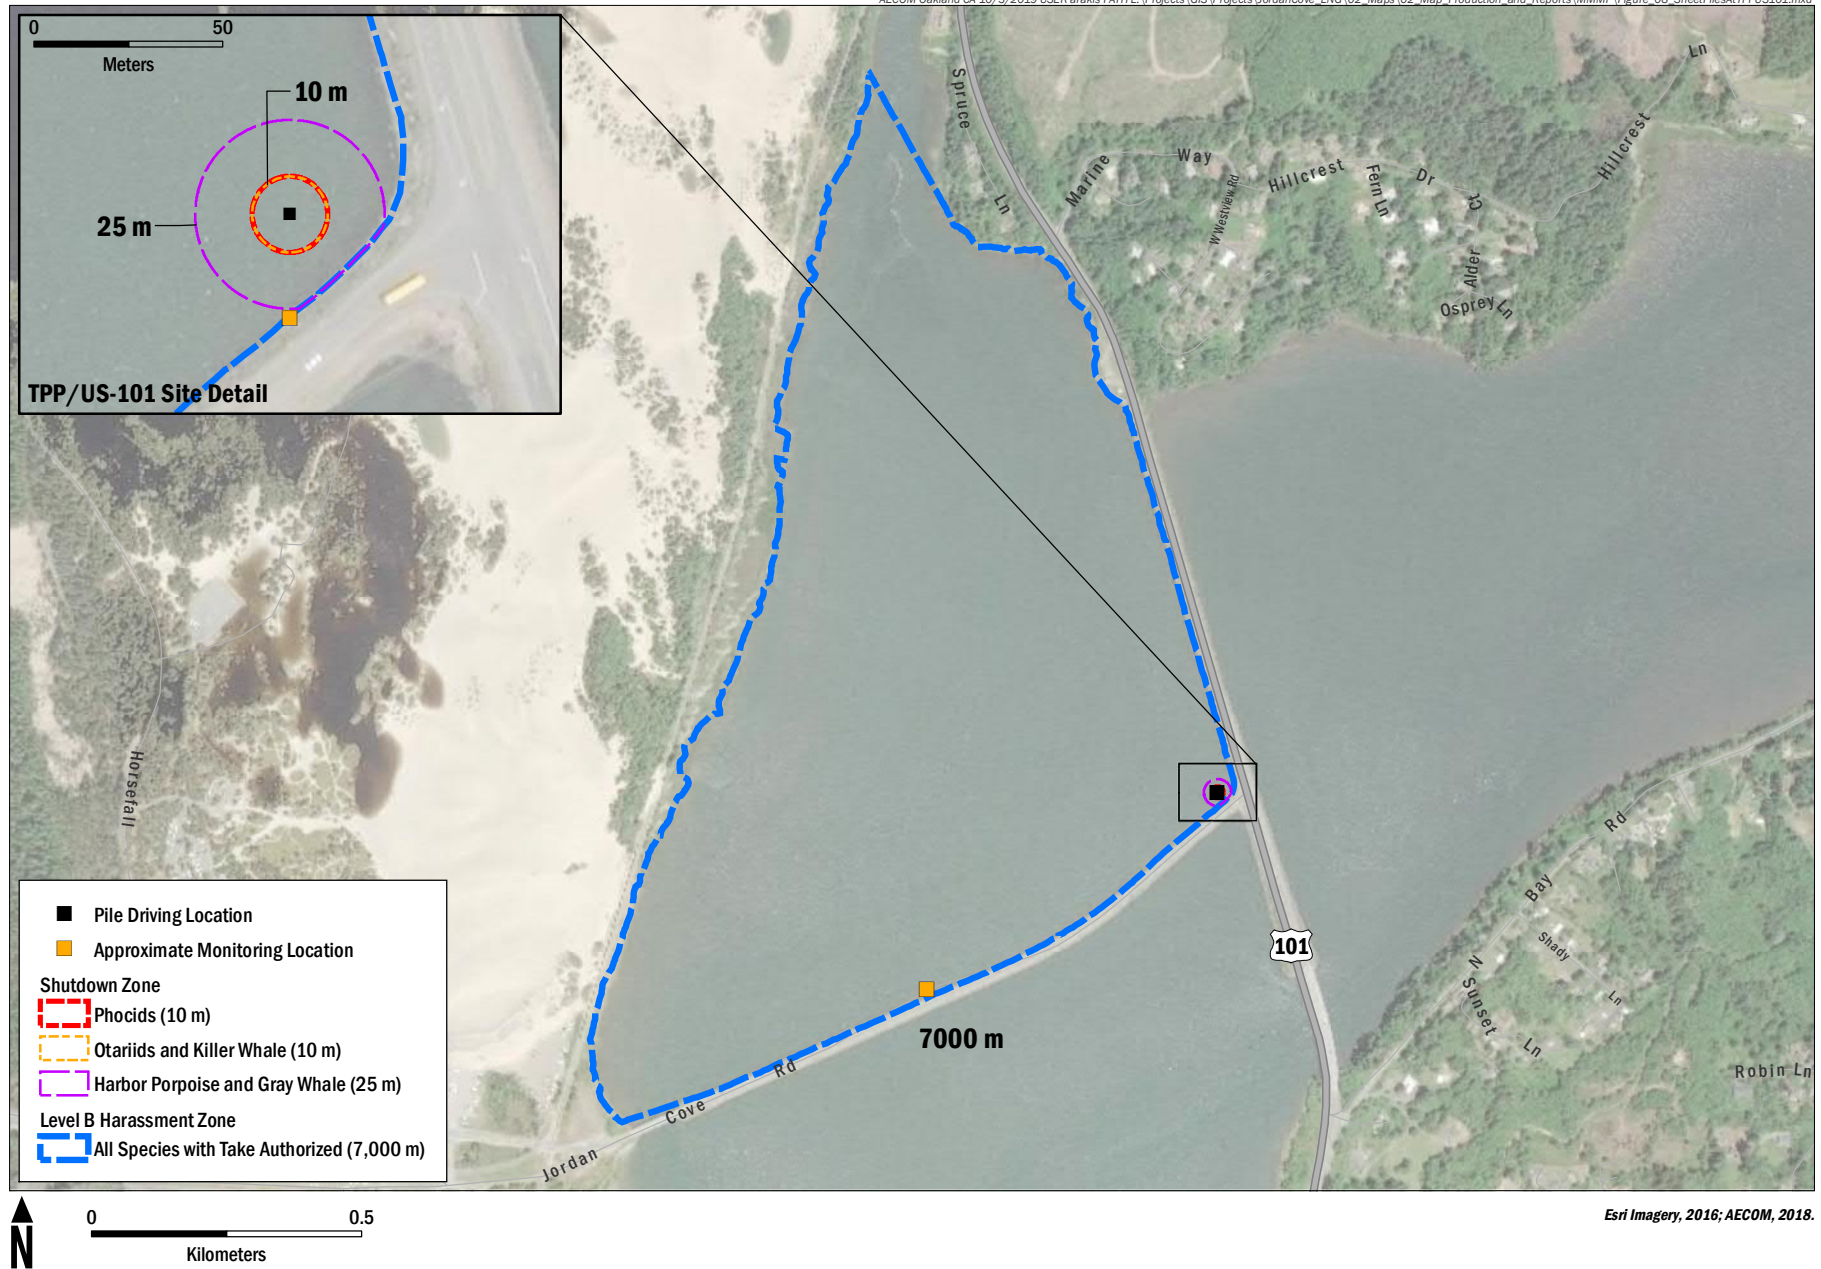 0 50
Meters
10 m
25 m
TPP/US-101 Site Detail
Spruce
Ln
Marine
Way
W Westview Rd
Hillcrest
Dr
Fern Ln
Ct
Alder
Osprey Ln
Hillcrest
Ln
Horsefall
101
7000 m
Jordan
Cove
Rd
Bay
Rd
N
Sunset
Ln
Shady
Ln
Robin Ln
Pile Driving Location
Approximate Monitoring Location
Shutdown Zone
Phocids (10 m)
Otariids and Killer Whale (10 m)
Harbor Porpoise and Gray Whale (25 m)
Level B Harassment Zone
All Species with Take Authorized (7,000 m)
N
0 0.5
Kilometers
Esri Imagery, 2016; AECOM, 2018.